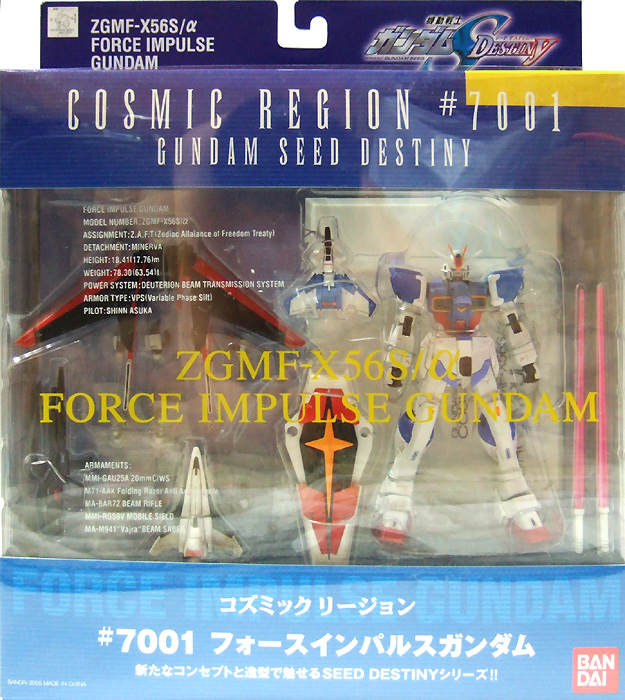 ZGMF-X56S/α
FORCE IMPULSE
GUNDAM
機動戦士
ガンダムSEED DESTINY
COSMIC REGION #7001
GUNDAM SEED DESTINY
FORCE IMPULSE GUNDAM
MODEL NUMBER: ZGMF-X56S/α
ASSIGNMENT:Z.A.F.T(Zodiac Allaiance of Freedom Treaty)
DETACHMENT:MINERVA
HEIGHT:18.41(17.76)m
WEIGHT:78.30(63.54)t
POWER SYSTEM:DEUTERION BEAM TRANSMISSION SYSTEM
ARMOR TYPE:VPS(Variable Phase Silt)
PILOT:SHINN ASUKA
ZGMF-X56S/α
FORCE IMPULSE GUNDAM
ARMAMENTS:
MMI-GAU25A 20mmCIWS
M71-AAK Folding Razor
MA-BAR72 BEAM RIFLE
MMI-RG59V MOBILE SIELD
MA-M941"Vajra" BEAM SABER
FORCE IMPULSE GUNDAM
コズミック リージョン
#7001 フォースインパルスガンダム
新たなコンセプトと造型で魅せるSEED DESTINYシリーズ!!
BANDAI 2005 MADE IN CHINA
BAN
DAI